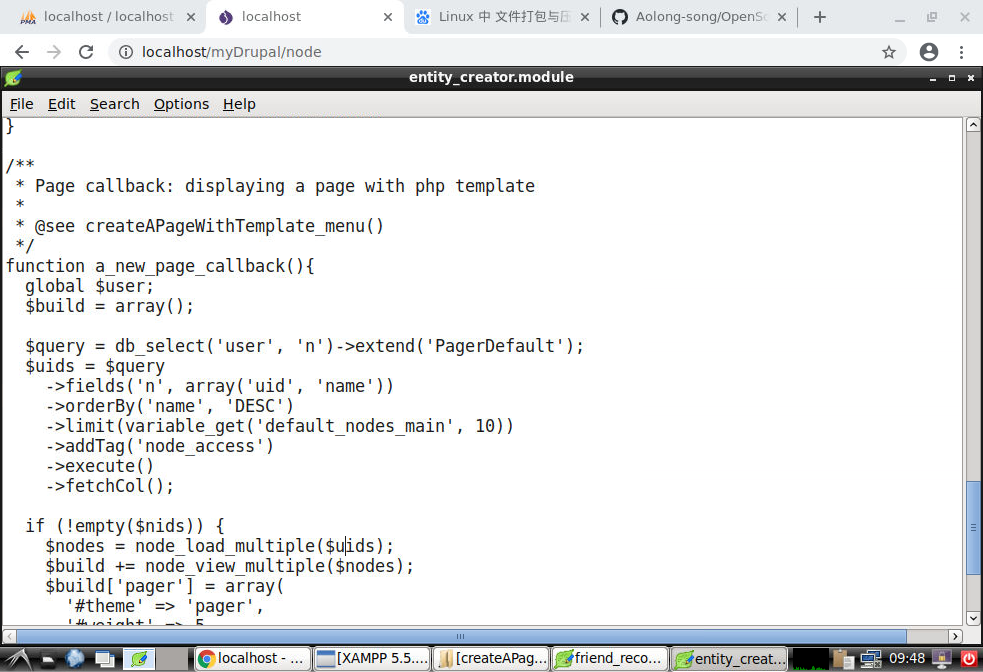 localhost / localhost
localhost
Linux 中 文件打包与压
Aolong-song/OpenSo
localhost/myDrupal/node
entity_creator.module
File Edit Search Options Help
}
/**
 * Page callback: displaying a page with php template
 *
 * @see createAPageWithTemplate_menu()
 */
function a_new_page_callback(){
  global $user;
  $build = array();
  $query = db_select('user', 'n')->extend('PagerDefault');
  $uids = $query
    ->fields('n', array('uid', 'name'))
    ->orderBy('name', 'DESC')
    ->limit(variable_get('default_nodes_main', 10))
    ->addTag('node_access')
    ->execute()
    ->fetchCol();
  if (!empty($nids)) {
    $nodes = node_load_multiple($uids);
    $build += node_view_multiple($nodes);
    $build['pager'] = array(
      '#theme' => 'pager',
      '#weight' => 5
localhost - ... [XAMPP 5.5.... [createAPag... friend_reco... entity_creat... 09:48